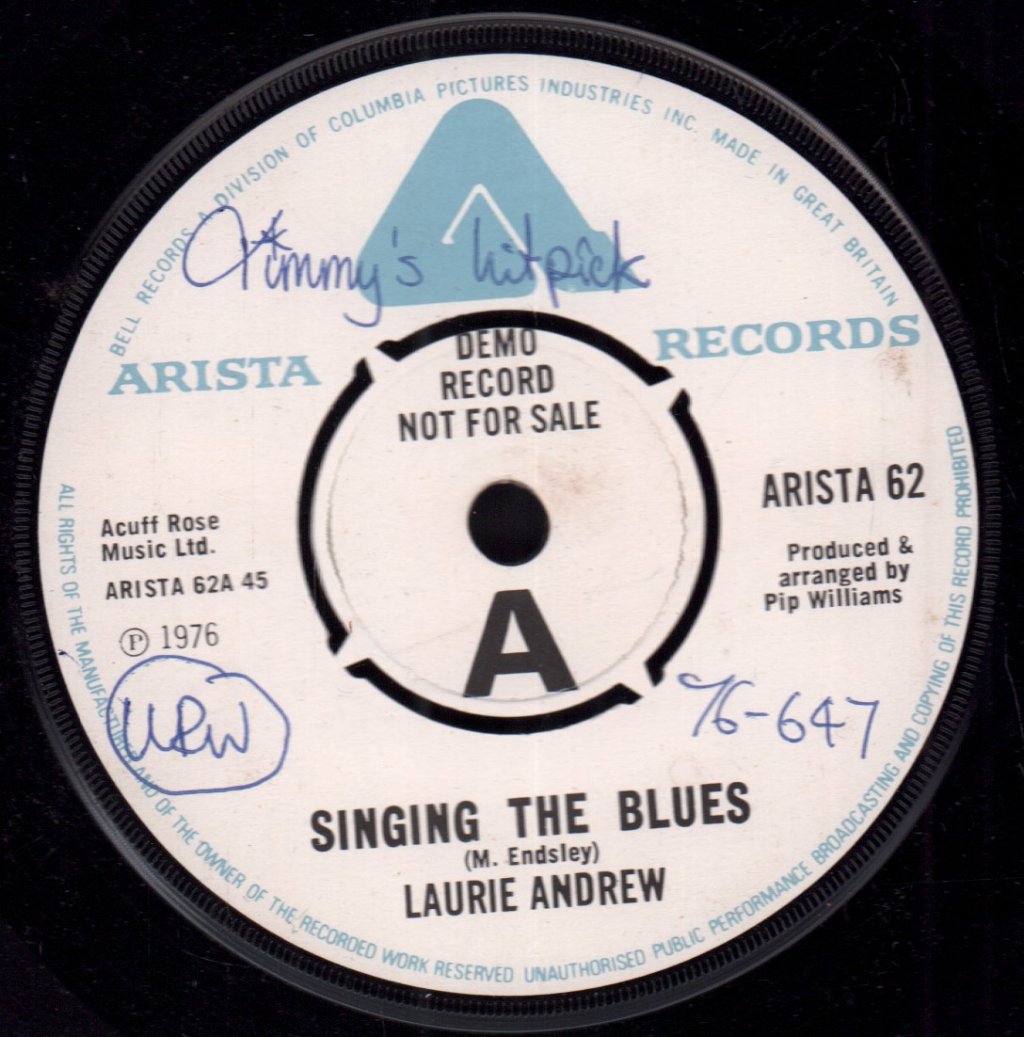 BELL RECORDS A DIVISION OF COLUMBIA PICTURES INDUSTRIES INC. MADE IN GREAT BRITAIN
Timmy's hitpick
ARISTA RECORDS
DEMO
RECORD
NOT FOR SALE
ARISTA 62
Acuff Rose
Music Ltd.
ARISTA 62A 45
Ⓟ 1976
Produced &
arranged by
Pip Williams
A
URW
76-647
SINGING THE BLUES
(M. Endsley)
LAURIE ANDREW
ALL RIGHTS OF THE MANUFACTURER AND OF THE OWNER OF THE RECORDED WORK RESERVED UNAUTHORISED PUBLIC PERFORMANCE BROADCASTING AND COPYING OF THIS RECORD PROHIBITED